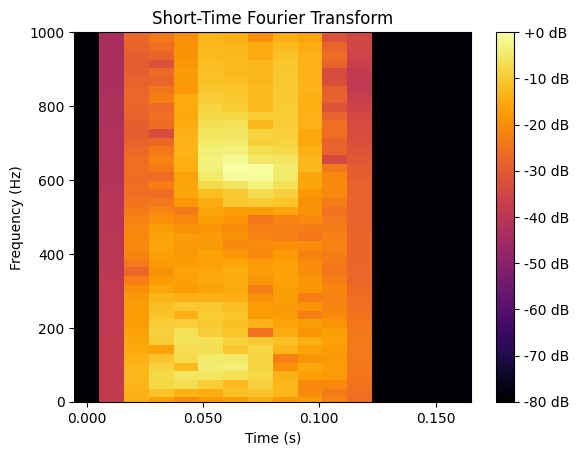 Short-Time Fourier Transform
1000
800
600
400
200
0
Frequency (Hz)
0.000
0.050
0.100
0.150
Time (s)
+0 dB
-10 dB
-20 dB
-30 dB
-40 dB
-50 dB
-60 dB
-70 dB
-80 dB